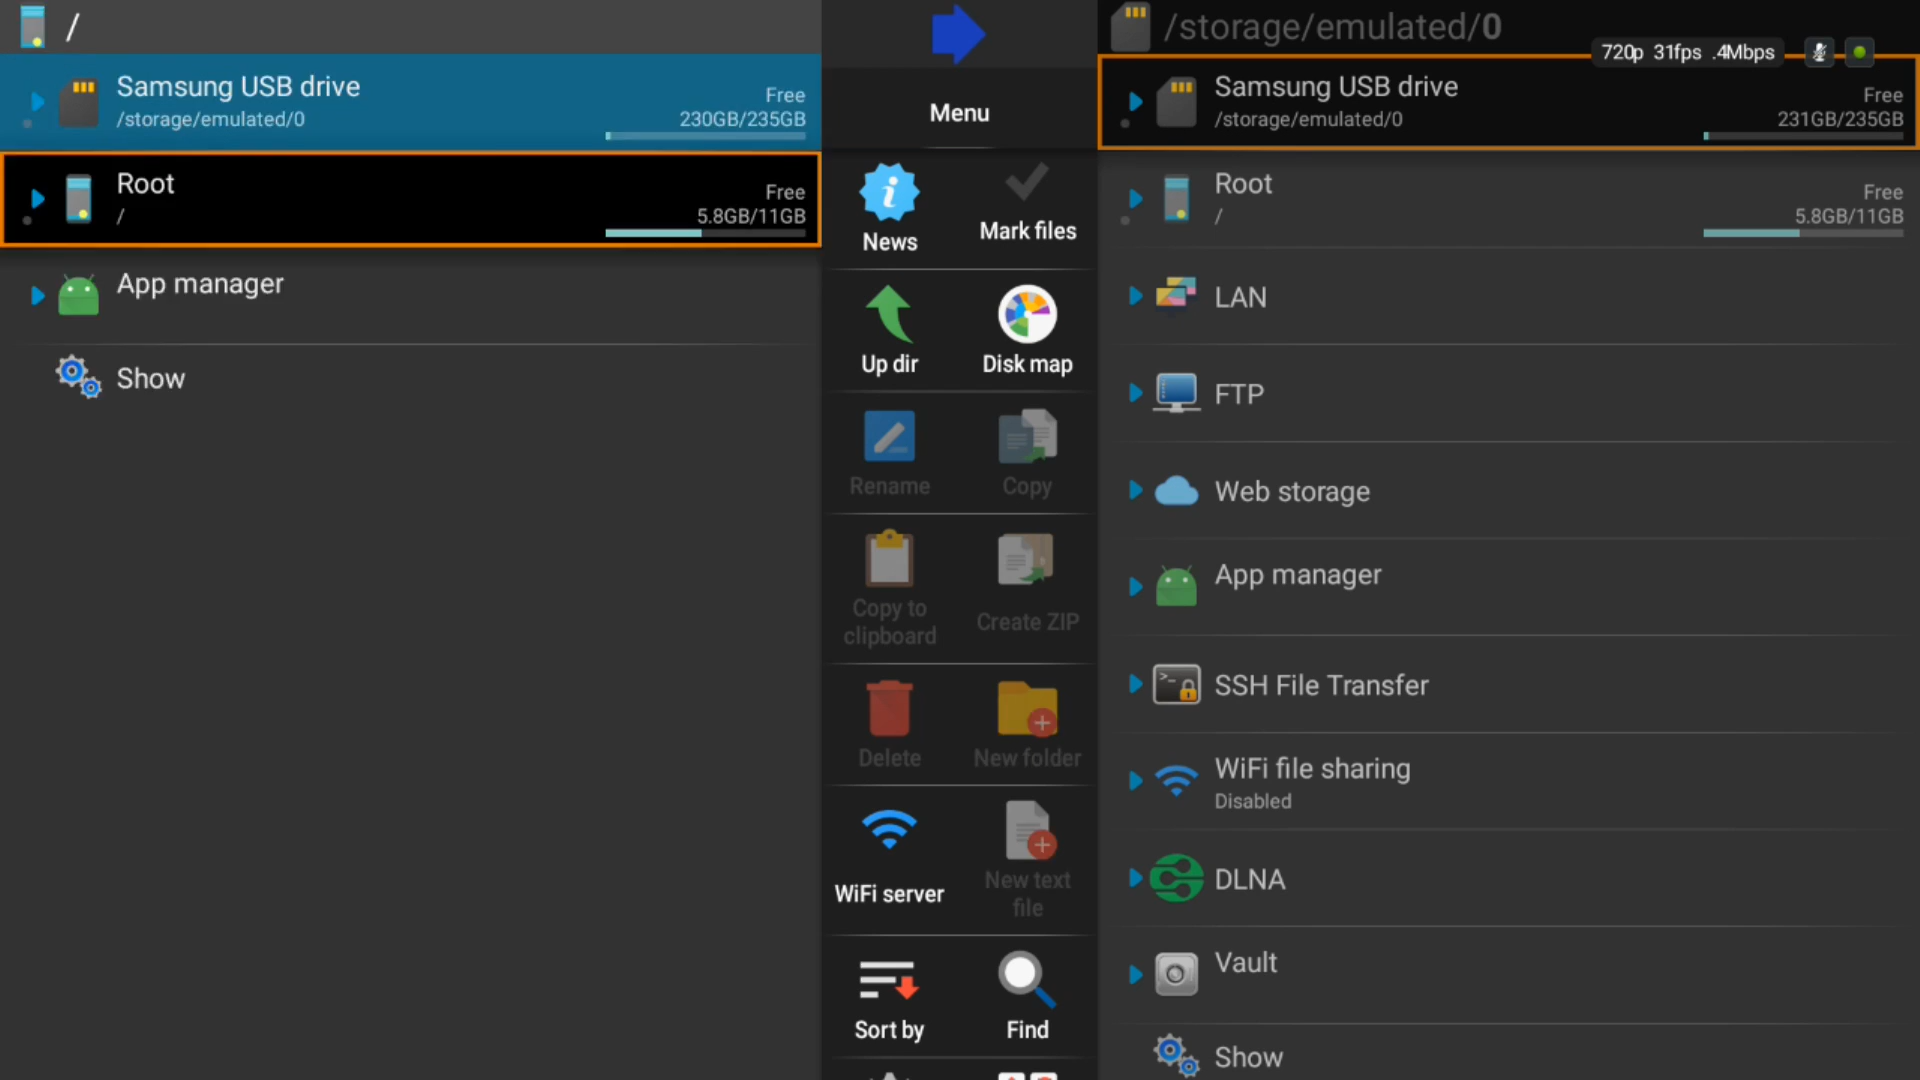 /
Samsung USB drive
/storage/emulated/0
Free
230GB/235GB
Root
/
Free
5.8GB/11GB
App manager
Show
Menu
News
Mark files
Up dir
Disk map
Rename
Copy
Copy to
clipboard
Create ZIP
Delete
New folder
WiFi server
New text
file
Sort by
Find
/storage/emulated/0
720p 31fps .4Mbps
Samsung USB drive
/storage/emulated/0
Free
231GB/235GB
Root
/
Free
5.8GB/11GB
LAN
FTP
Web storage
App manager
SSH File Transfer
WiFi file sharing
Disabled
DLNA
Vault
Show